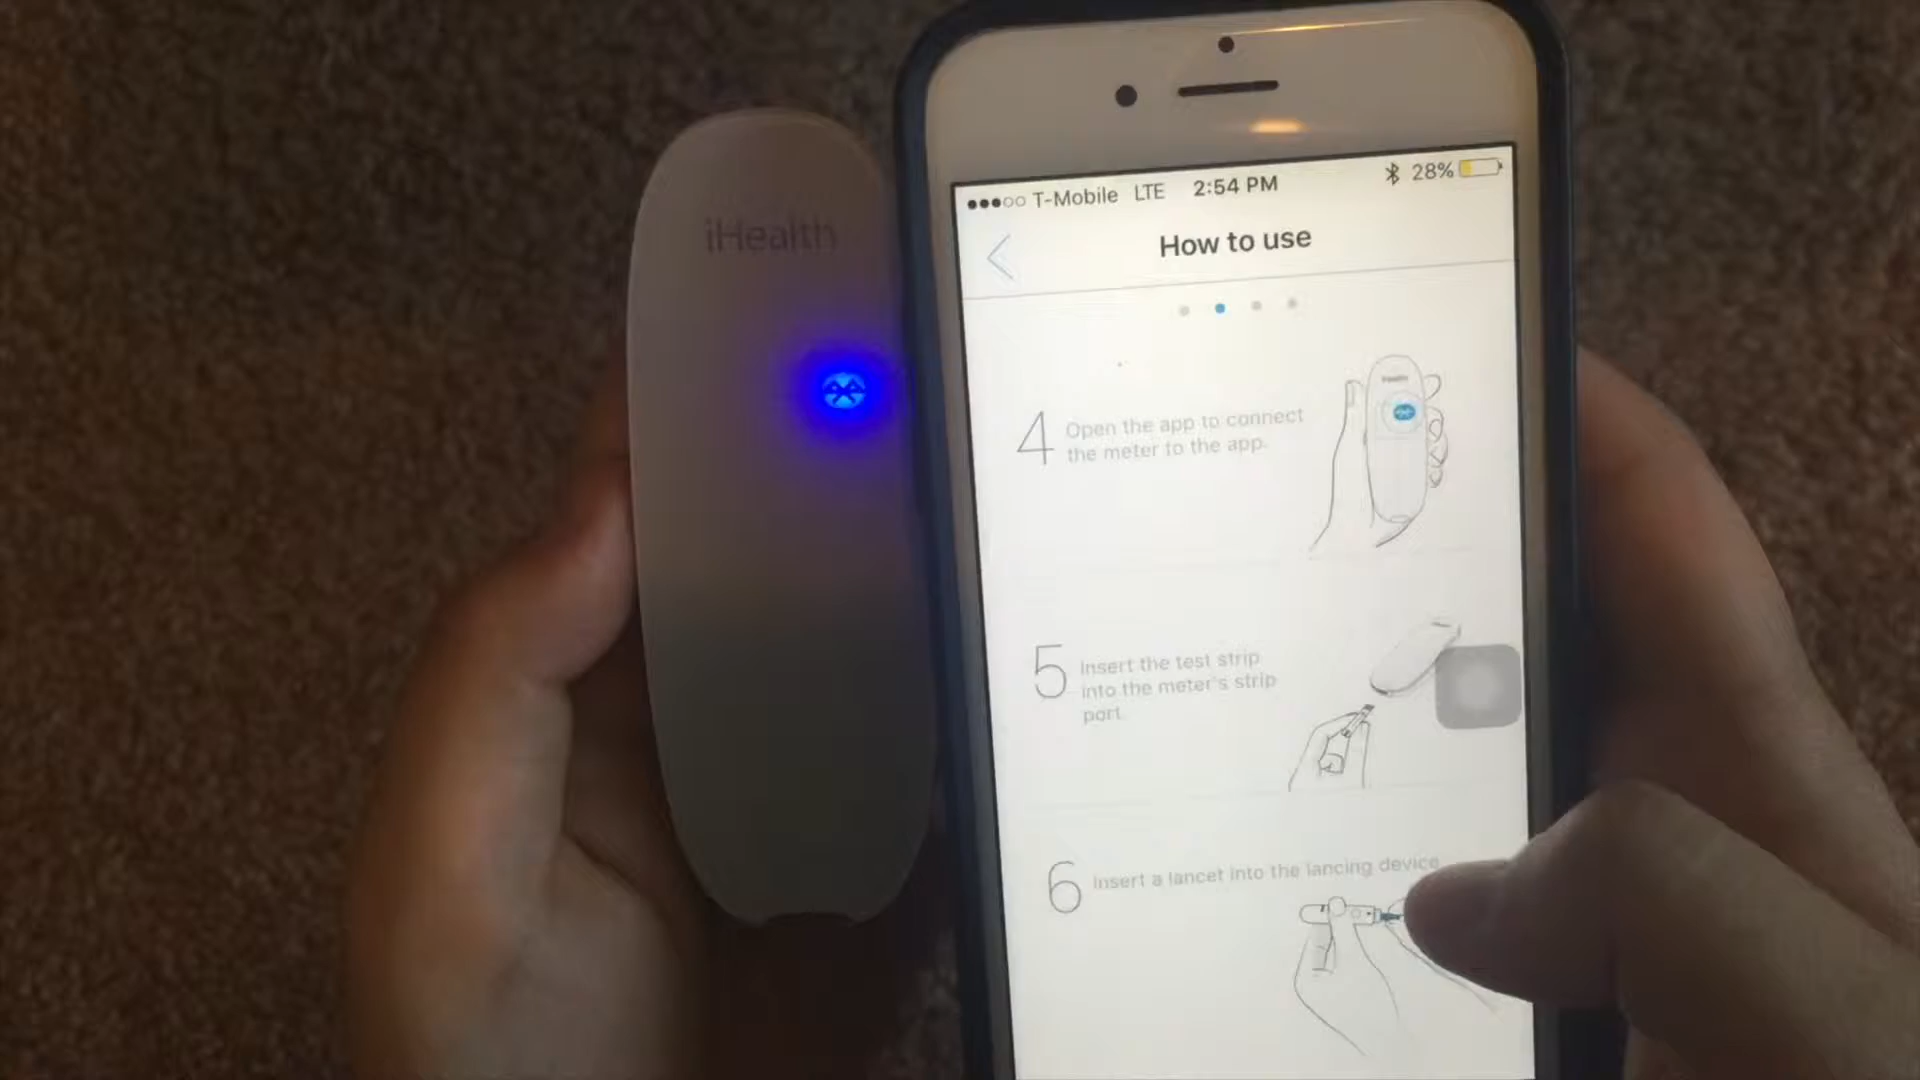 iHealth
T-Mobile LTE 2:54 PM 28%
How to use
4 Open the app to connect
the meter to the app.
5 Insert the test strip
into the meter's strip
port.
6 Insert a lancet into the lancing device